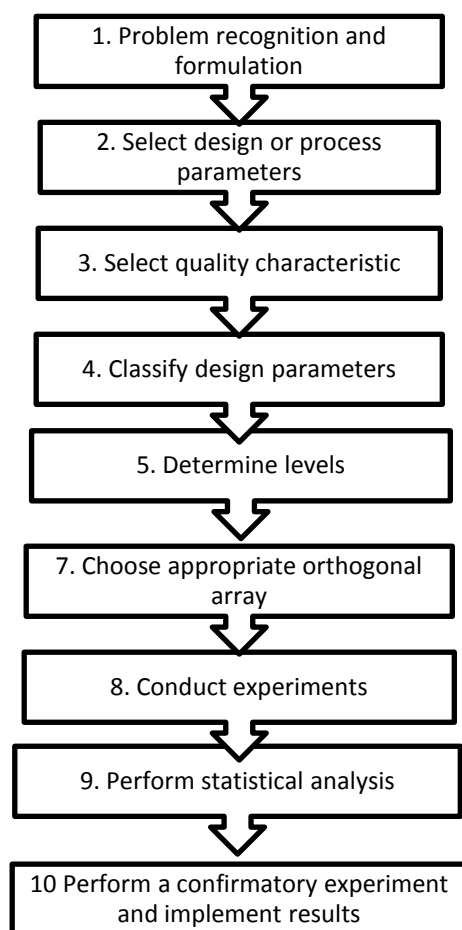 1. Problem recognition and
formulation
2. Select design or process
parameters
3. Select quality characteristic
4. Classify design parameters
5. Determine levels
7. Choose appropriate orthogonal
array
8. Conduct experiments
9. Perform statistical analysis
10 Perform a confirmatory experiment
and implement results